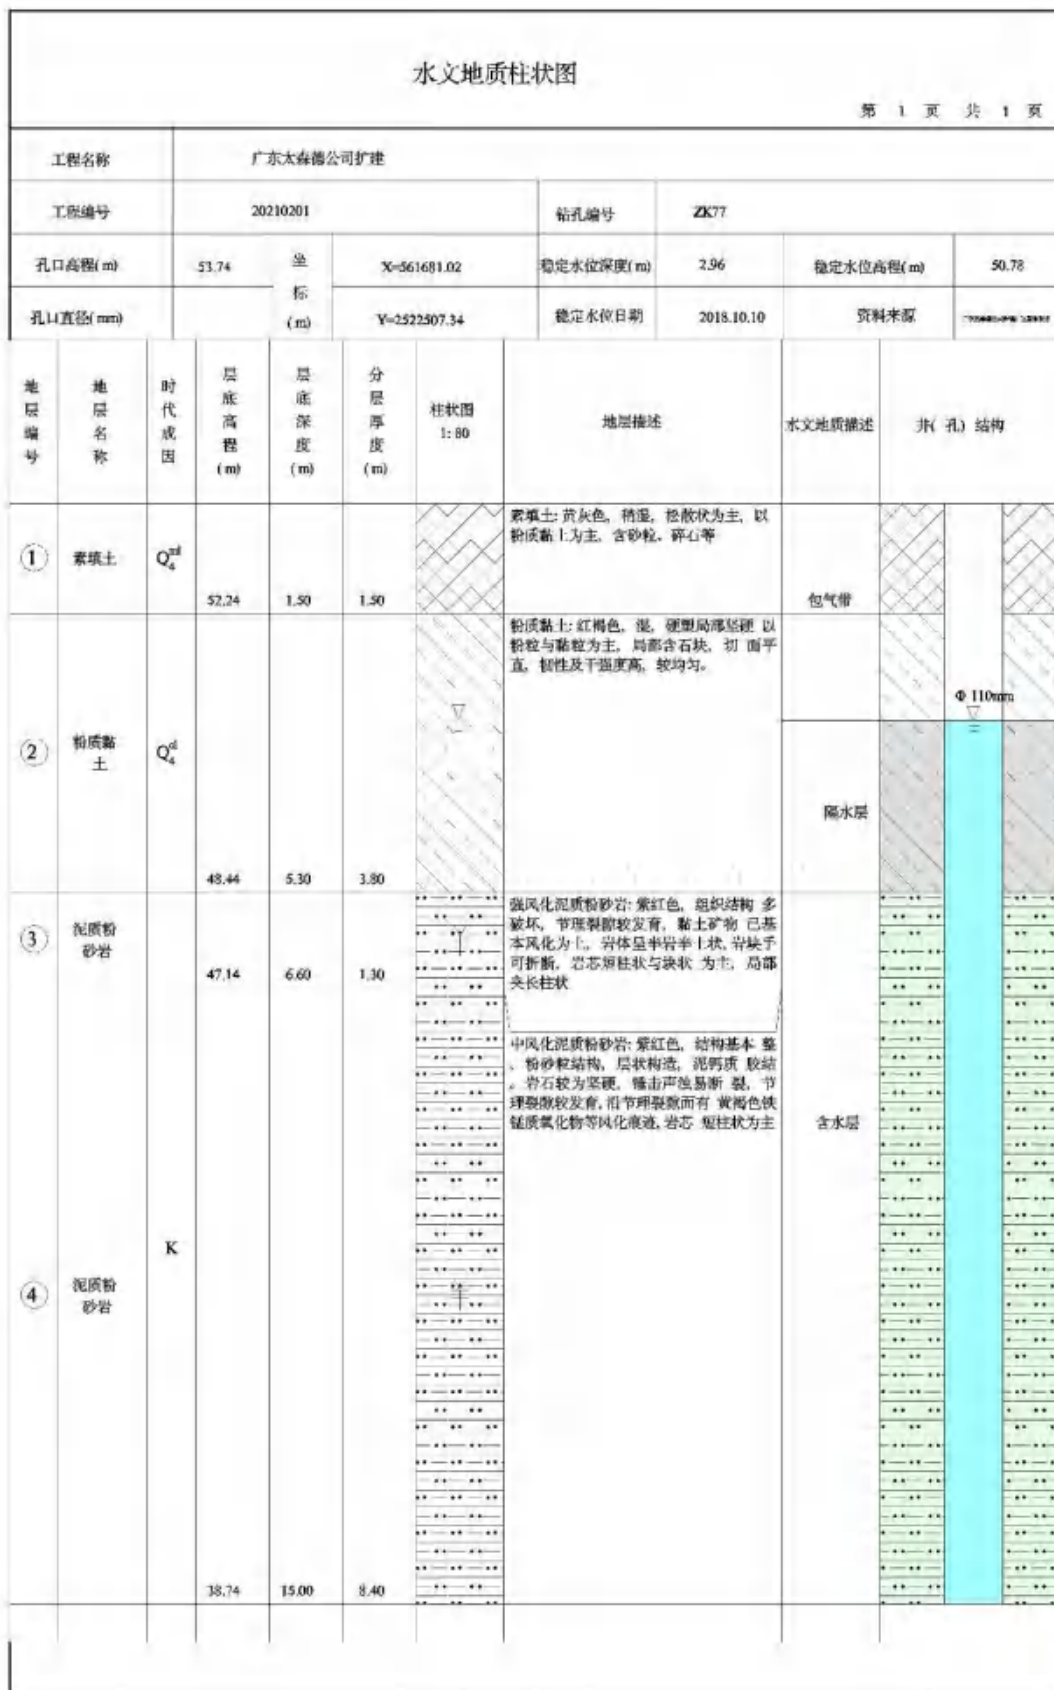 水文地质柱状图
第 1 页 共 1 页
工程名称 广东太森德公司扩建
工程编号 20210201 钻孔编号 ZK77
孔口高程(m) 53.74 坐标(m) X=561681.02 稳定水位深度(m) 2.96 稳定水位高程(m) 50.78
孔口直径(mm) Y=2522507.34 稳定水位日期 2018.10.10 资料来源
地层编号 地层名称 时代成因 层底高程(m) 层底深度(m) 分层厚度(m) 柱状图 1:80 地层描述 水文地质描述 井(孔)结构
素填土: 黄灰色, 稍湿, 松散状为主, 以
粉质黏土为主, 含砂粒, 碎石等
① 素填土 Q₄ᵐˡ
52.24 1.50 1.50 包气带
粉质黏土: 红褐色, 湿, 硬塑局部坚硬 以
粉粒与黏粒为主, 局部含石块, 切 面平
直, 韧性及干强度高, 较均匀。
Φ 110mm
② 粉质黏
土
隔水层
48.44 5.30 3.80
强风化泥质粉砂岩: 紫红色, 组织结构 多
破坏, 节理裂隙较发育, 黏土矿物 已基
本风化为土, 岩体呈半岩半土状, 岩块手
可折断, 岩芯短柱状与块状 为主, 局部
夹长柱状
③ 泥质粉
砂岩
47.14 6.60 1.30
中风化泥质粉砂岩: 紫红色, 结构基本 整
、粉砂粒结构, 层状构造, 泥钙质 胶结
。岩石较为坚硬, 锤击声浊易断 裂, 节
理裂隙较发育, 沿节理裂隙而有 黄褐色铁
锰质氧化物等风化痕迹, 岩芯 短柱状为主
含水层
K
④ 泥质粉
砂岩
38.74 15.00 8.40